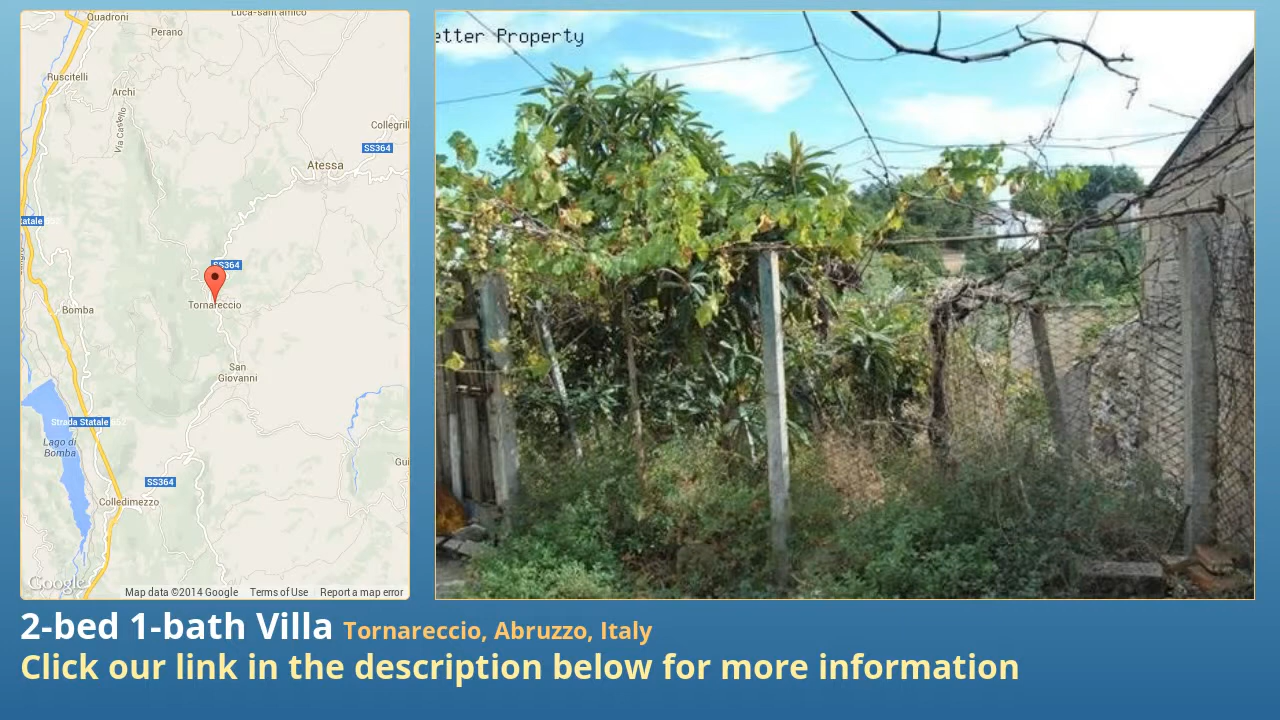 Quadroni
Luca-sant'amico
Perano
Ruscitelli
Archi
Via Castello
Collegrill
SS364
Atessa
SS364
Bomba
Tornareccio
San
Giovanni
Strada Statale 652
Lago di
Bomba
SS364
Gui
Colledimezzo
Google
Map data ©2014 Google Terms of Use Report a map error
etter Property
2-bed 1-bath Villa Tornareccio, Abruzzo, Italy
Click our link in the description below for more information